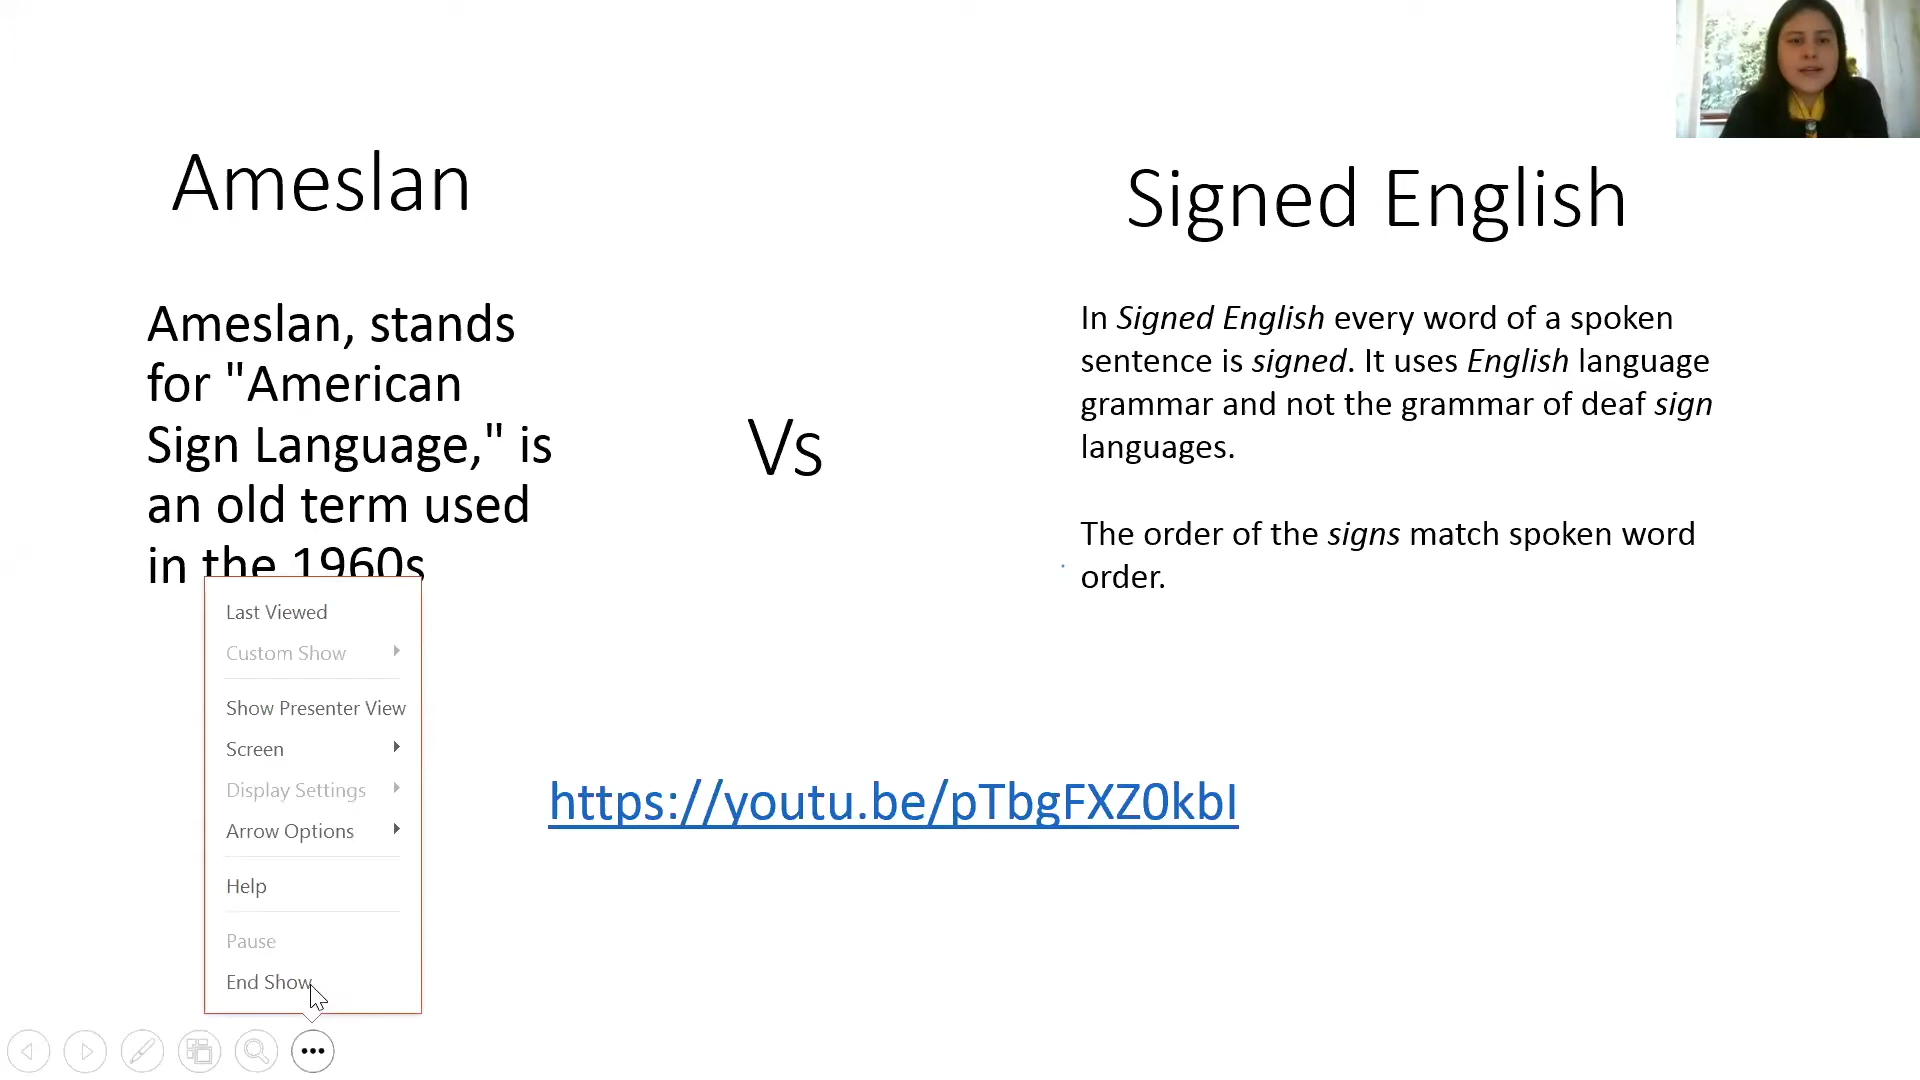 Ameslan
Ameslan, stands
for "American
Sign Language," is
an old term used
in the 1960s
Vs
Signed English
In Signed English every word of a spoken
sentence is signed. It uses English language
grammar and not the grammar of deaf sign
languages.
The order of the signs match spoken word
order.
https://youtu.be/pTbgFXZ0kbI
Last Viewed
Custom Show
Show Presenter View
Screen
Display Settings
Arrow Options
Help
Pause
End Show